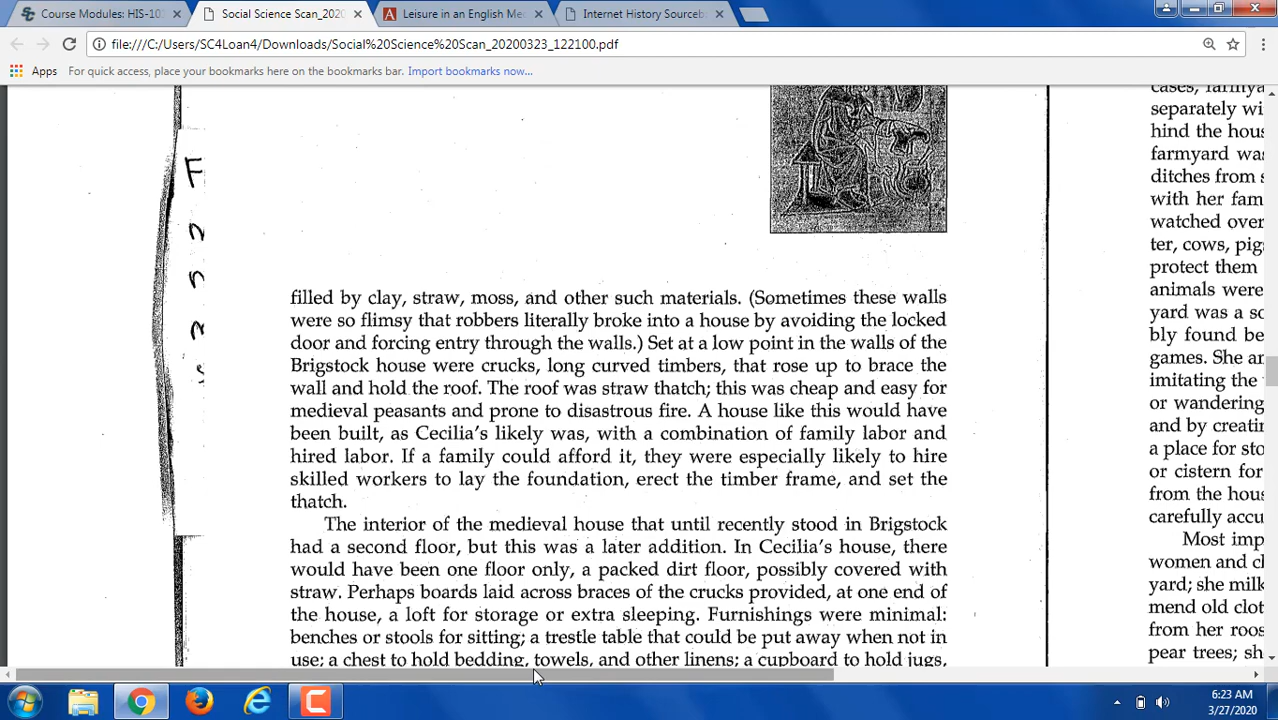 Course Modules: HIS-10
Social Science Scan_2020
Leisure in an English Me
Internet History Sourceb
file:///C:/Users/SC4Loan4/Downloads/Social%20Science%20Scan_20200323_122100.pdf
Apps
For quick access, place your bookmarks here on the bookmarks bar. Import bookmarks now...
F
n
n
filled by clay, straw, moss, and other such materials. (Sometimes these walls
were so flimsy that robbers literally broke into a house by avoiding the locked
door and forcing entry through the walls.) Set at a low point in the walls of the
Brigstock house were crucks, long curved timbers, that rose up to brace the
wall and hold the roof. The roof was straw thatch; this was cheap and easy for
medieval peasants and prone to disastrous fire. A house like this would have
been built, as Cecilia's likely was, with a combination of family labor and
hired labor. If a family could afford it, they were especially likely to hire
skilled workers to lay the foundation, erect the timber frame, and set the
thatch.
The interior of the medieval house that until recently stood in Brigstock
had a second floor, but this was a later addition. In Cecilia's house, there
would have been one floor only, a packed dirt floor, possibly covered with
straw. Perhaps boards laid across braces of the crucks provided, at one end of
the house, a loft for storage or extra sleeping. Furnishings were minimal:
benches or stools for sitting; a trestle table that could be put away when not in
use; a chest to hold bedding, towels, and other linens; a cupboard to hold jugs,
cases, farmya
separately wi
hind the hous
farmyard was
ditches from s
with her fam
watched over
ter, cows, pigs
protect them
animals were
yard was a so
bly found be
games. She an
imitating the
or wandering
and by creatin
a place for sto
or cistern for
from the hous
carefully accu
Most imp
women and ch
yard; she milk
mend old clot
from her roos
pear trees; sh
6:23 AM
3/27/2020